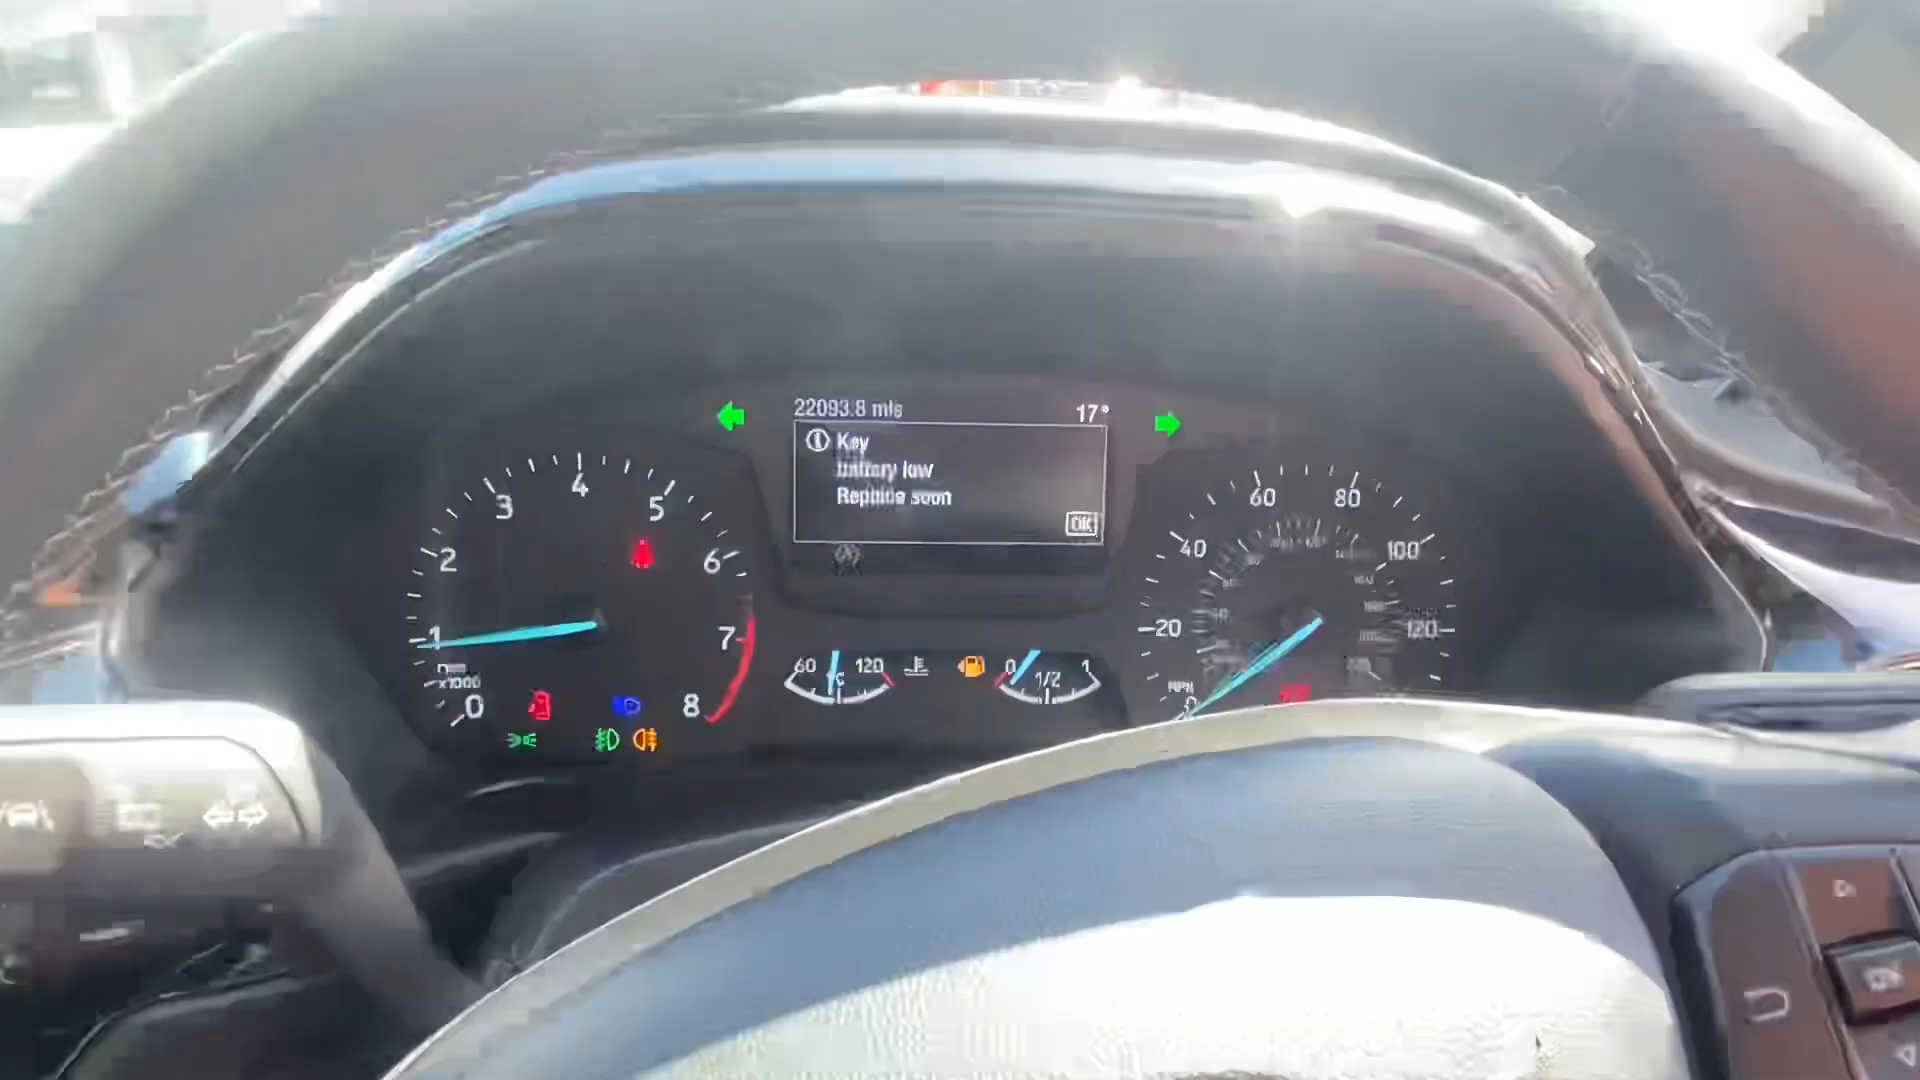 22093.8 mls 17°
Key
battery low
Replace soon
OK
0 1 2 3 4 5 6 7 8
x1000
60 120
°C
0 1/2 1
MPH
0 20 40 60 80 100 120